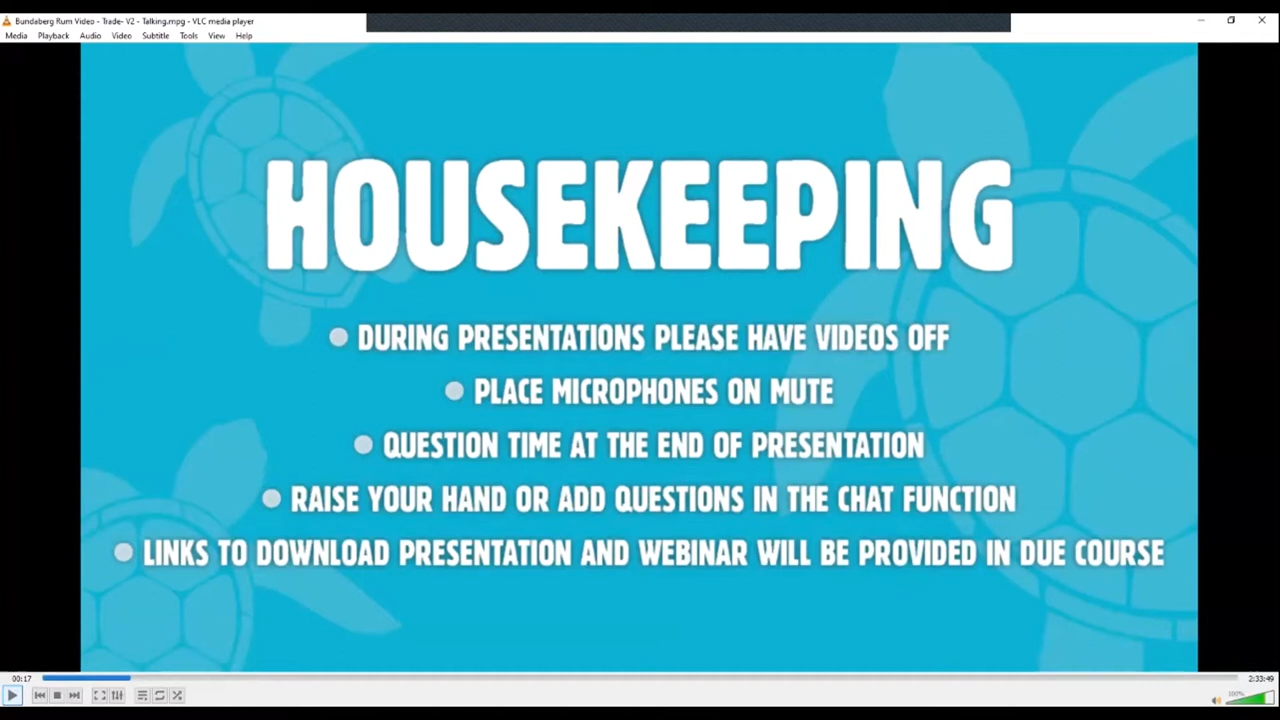 Bundaberg Rum Video - Trade- V2 - Talking.mpg - VLC media player
Media Playback Audio Video Subtitle Tools View Help
HOUSEKEEPING
DURING PRESENTATIONS PLEASE HAVE VIDEOS OFF
PLACE MICROPHONES ON MUTE
QUESTION TIME AT THE END OF PRESENTATION
RAISE YOUR HAND OR ADD QUESTIONS IN THE CHAT FUNCTION
LINKS TO DOWNLOAD PRESENTATION AND WEBINAR WILL BE PROVIDED IN DUE COURSE
00:17 2:33:49
100%